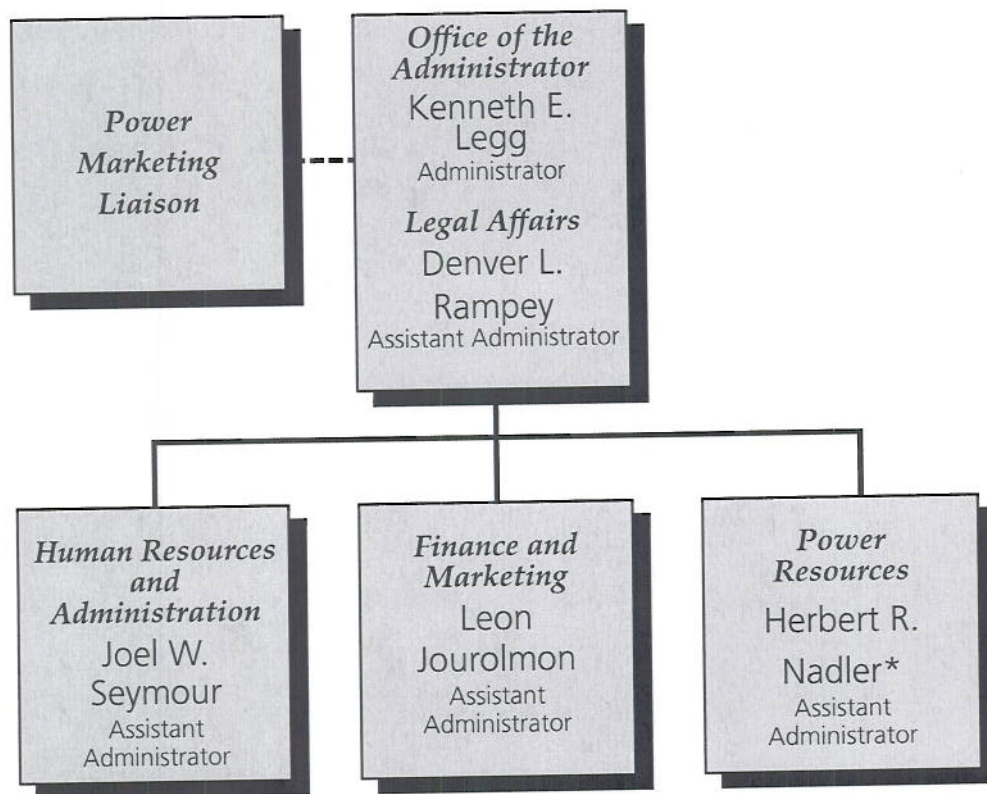 Power
Marketing
Liaison
Office of the
Administrator
Kenneth E.
Legg
Administrator
Legal Affairs
Denver L.
Rampey
Assistant Administrator
Human Resources
and
Administration
Joel W.
Seymour
Assistant
Administrator
Finance and
Marketing
Leon
Jourolmon
Assistant
Administrator
Power
Resources
Herbert R.
Nadler*
Assistant
Administrator